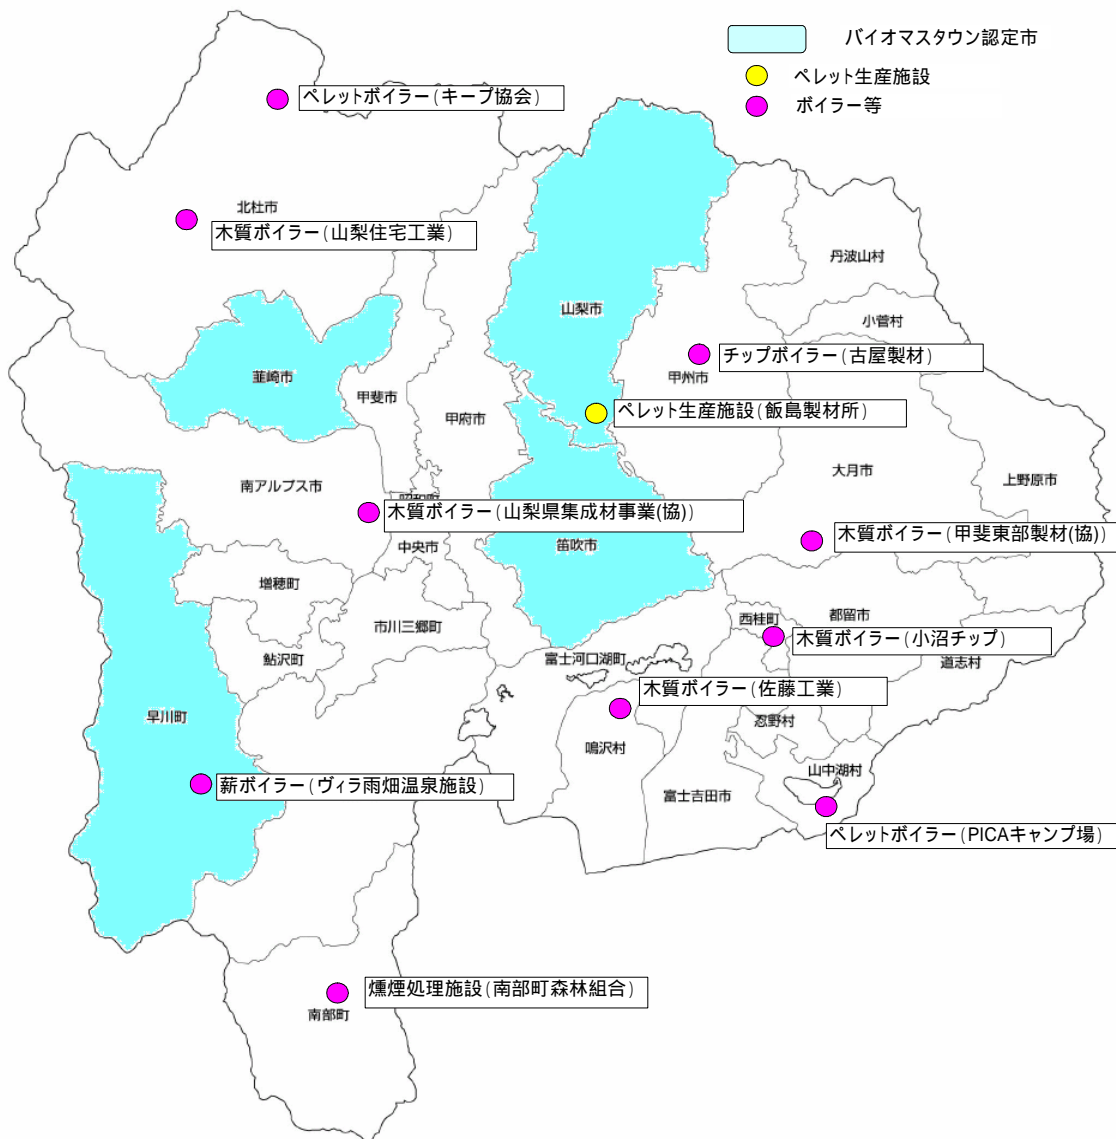 バイオマスタウン認定市
ペレット生産施設
ボイラー等
ペレットボイラー(キープ協会)
北杜市
木質ボイラー(山梨住宅工業)
丹波山村
山梨市
小菅村
チップボイラー(古屋製材)
韮崎市
甲州市
甲斐市
甲府市
ペレット生産施設(飯島製材所)
大月市
上野原市
南アルプス市
昭和町
木質ボイラー(山梨県集成材事業(協))
木質ボイラー(甲斐東部製材(協))
中央市
笛吹市
増穂町
西桂町
都留市
市川三郷町
木質ボイラー(小沼チップ)
鮎沢町
富士河口湖町
道志村
木質ボイラー(佐藤工業)
早川町
忍野村
鳴沢村
山中湖村
薪ボイラー(ヴィラ雨畑温泉施設)
富士吉田市
ペレットボイラー(PICAキャンプ場)
燻煙処理施設(南部町森林組合)
南部町